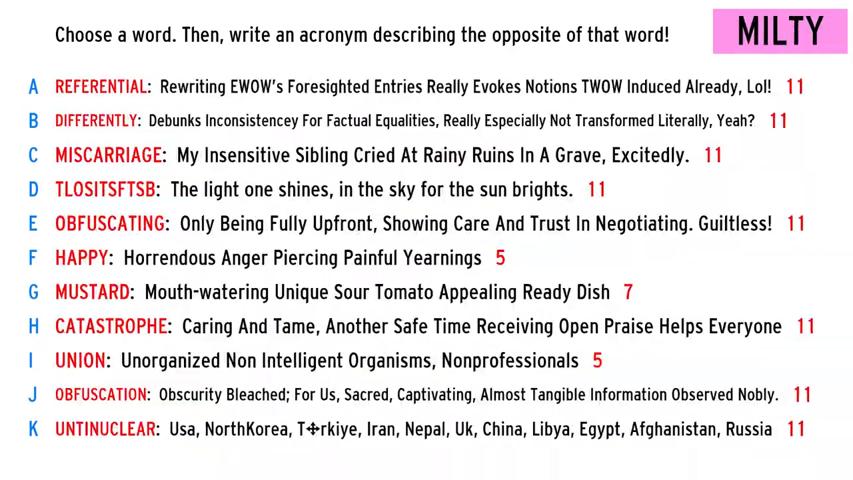 Choose a word. Then, write an acronym describing the opposite of that word!
MILTY
A REFERENTIAL: Rewriting EWOW's Foresighted Entries Really Evokes Notions TWOW Induced Already, Lol! 11
B DIFFERENTLY: Debunks Inconsistencey For Factual Equalities, Really Especially Not Transformed Literally, Yeah? 11
C MISCARRIAGE: My Insensitive Sibling Cried At Rainy Ruins In A Grave, Excitedly. 11
D TLOSITSFTSB: The light one shines, in the sky for the sun brights. 11
E OBFUSCATING: Only Being Fully Upfront, Showing Care And Trust In Negotiating. Guiltless! 11
F HAPPY: Horrendous Anger Piercing Painful Yearnings 5
G MUSTARD: Mouth-watering Unique Sour Tomato Appealing Ready Dish 7
H CATASTROPHE: Caring And Tame, Another Safe Time Receiving Open Praise Helps Everyone 11
I UNION: Unorganized Non Intelligent Organisms, Nonprofessionals 5
J OBFUSCATION: Obscurity Bleached; For Us, Sacred, Captivating, Almost Tangible Information Observed Nobly. 11
K UNTINUCLEAR: Usa, NorthKorea, T✢rkiye, Iran, Nepal, Uk, China, Libya, Egypt, Afghanistan, Russia 11